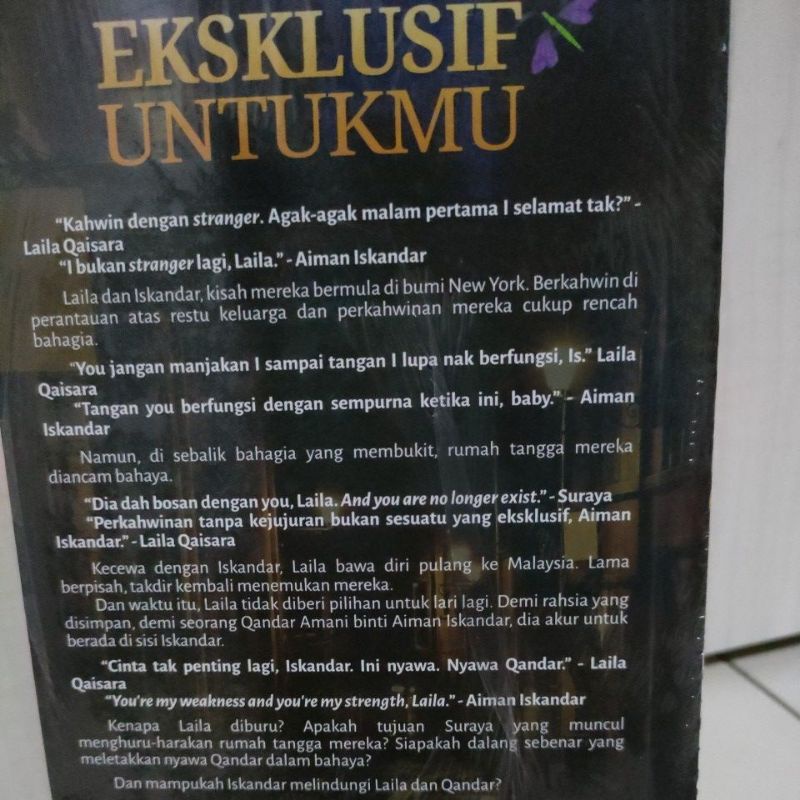 EKSKLUSIF
UNTUKMU
“Kahwin dengan stranger. Agak-agak malam pertama I selamat tak?” -
Laila Qaisara
“I bukan stranger lagi, Laila.” - Aiman Iskandar
Laila dan Iskandar, kisah mereka bermula di bumi New York. Berkahwin di
perantauan atas restu keluarga dan perkahwinan mereka cukup rencah
bahagia.
“You jangan manjakan I sampai tangan I lupa nak berfungsi, Is.” Laila
Qaisara
“Tangan you berfungsi dengan sempurna ketika ini, baby.” - Aiman
Iskandar
Namun, di sebalik bahagia yang membukit, rumah tangga mereka
diancam bahaya.
“Dia dah bosan dengan you, Laila. And you are no longer exist.” - Suraya
“Perkahwinan tanpa kejujuran bukan sesuatu yang eksklusif, Aiman
Iskandar.” - Laila Qaisara
Kecewa dengan Iskandar, Laila bawa diri pulang ke Malaysia. Lama
berpisah, takdir kembali menemukan mereka.
Dan waktu itu, Laila tidak diberi pilihan untuk lari lagi. Demi rahsia yang
disimpan, demi seorang Qandar Amani binti Aiman Iskandar, dia akur untuk
berada di sisi Iskandar.
“Cinta tak penting lagi, Iskandar. Ini nyawa. Nyawa Qandar.” - Laila
Qaisara
“You're my weakness and you're my strength, Laila.” - Aiman Iskandar
Kenapa Laila diburu? Apakah tujuan Suraya yang muncul
menghuru-harakan rumah tangga mereka? Siapakah dalang sebenar yang
meletakkan nyawa Qandar dalam bahaya?
Dan mampukah Iskandar melindungi Laila dan Qandar?